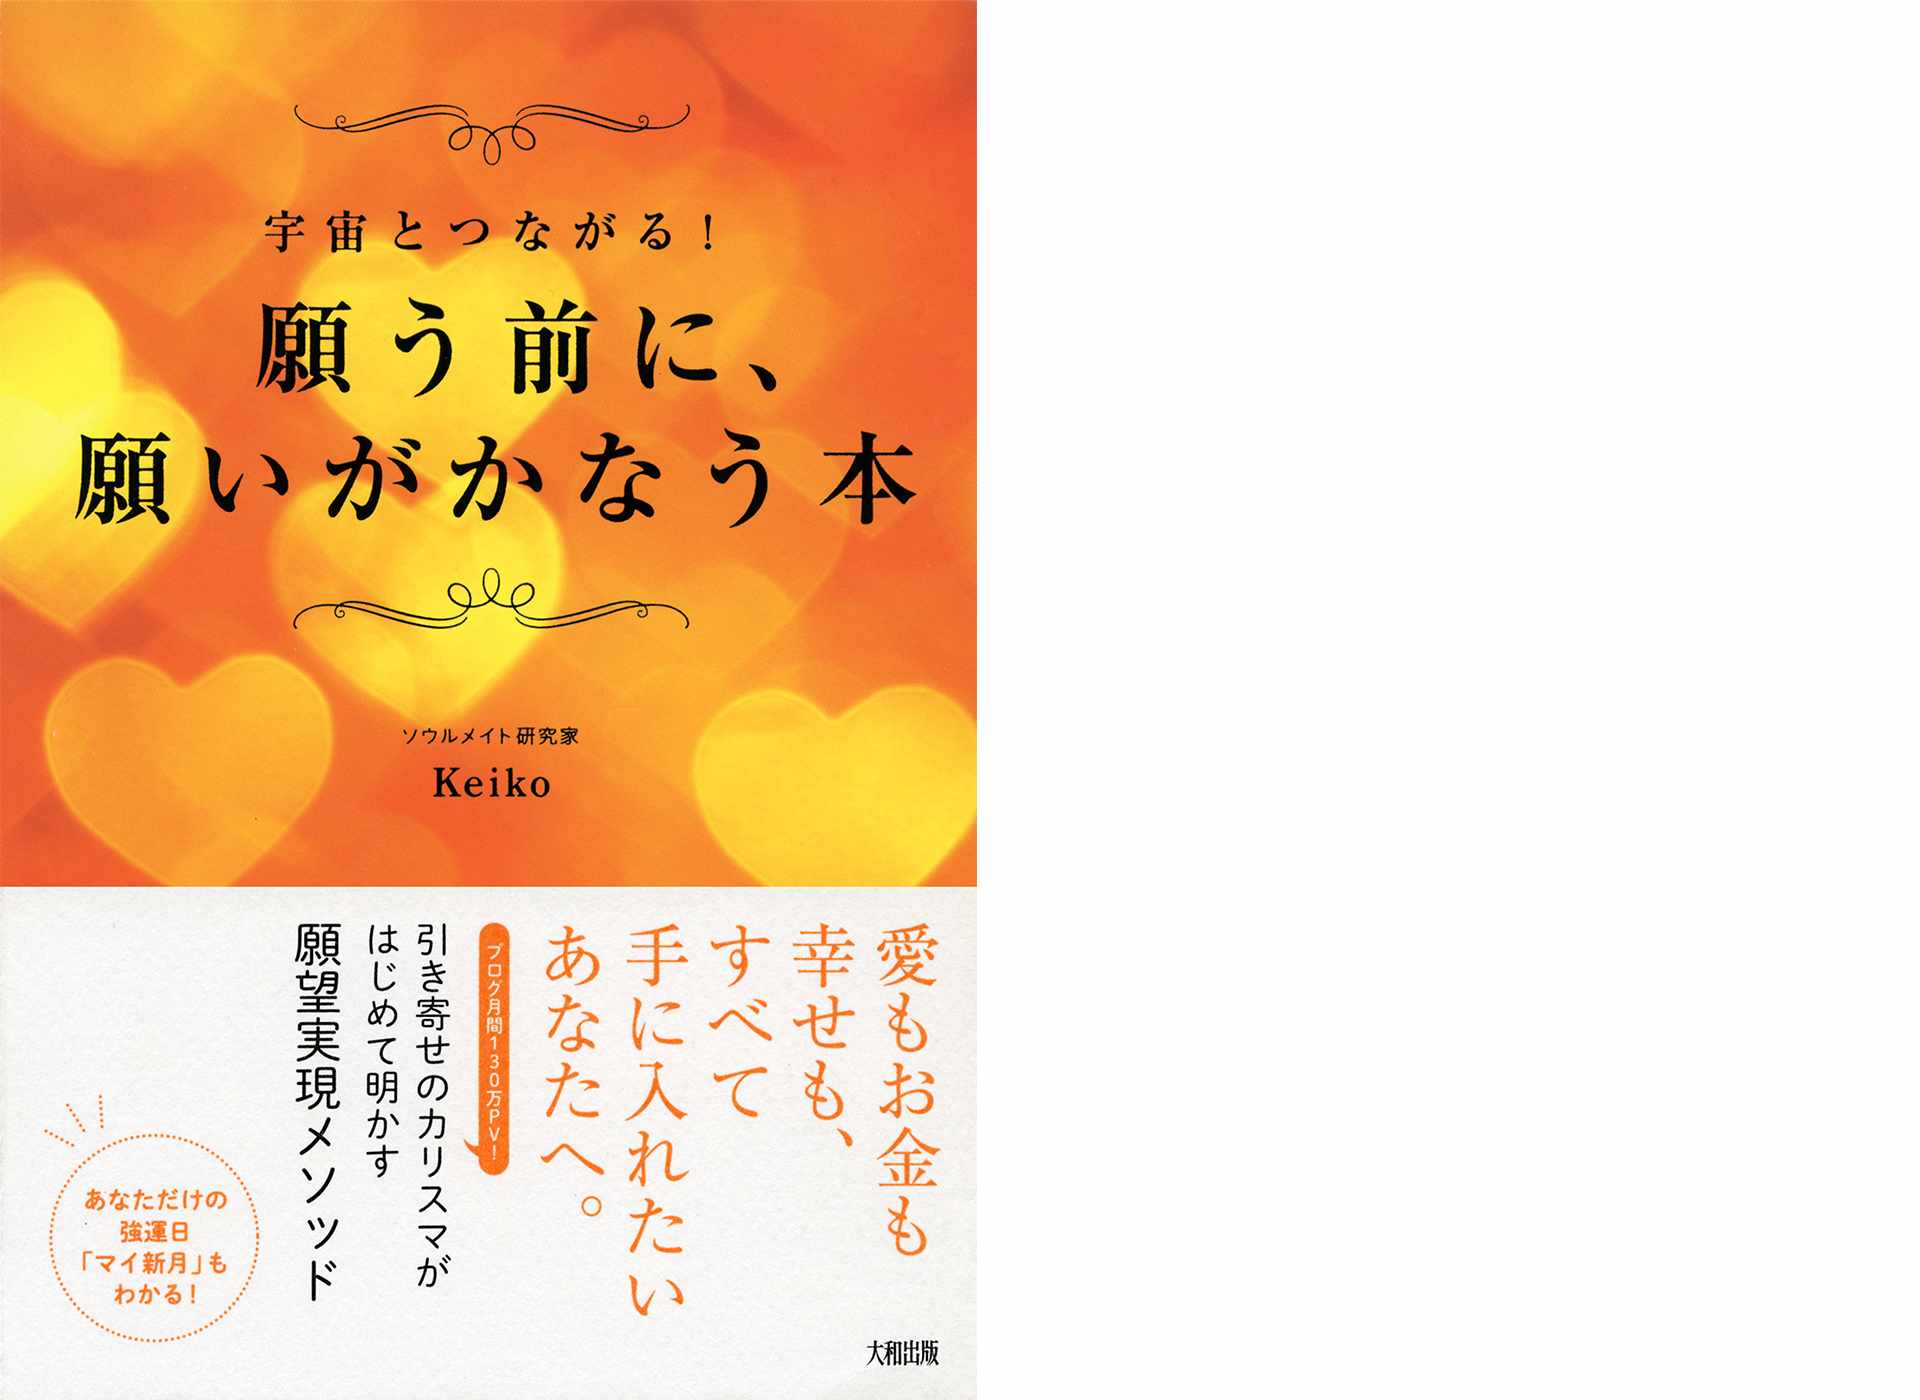 宇宙とつながる！
願う前に、
願いがかなう本
ソウルメイト研究家
Keiko
愛もお金も
幸せも、
すべて
手に入れたい
あなたへ。
ブログ月間130万PV！
引き寄せのカリスマが
はじめて明かす
願望実現メソッド
あなただけの
強運日
「マイ新月」も
わかる！
大和出版